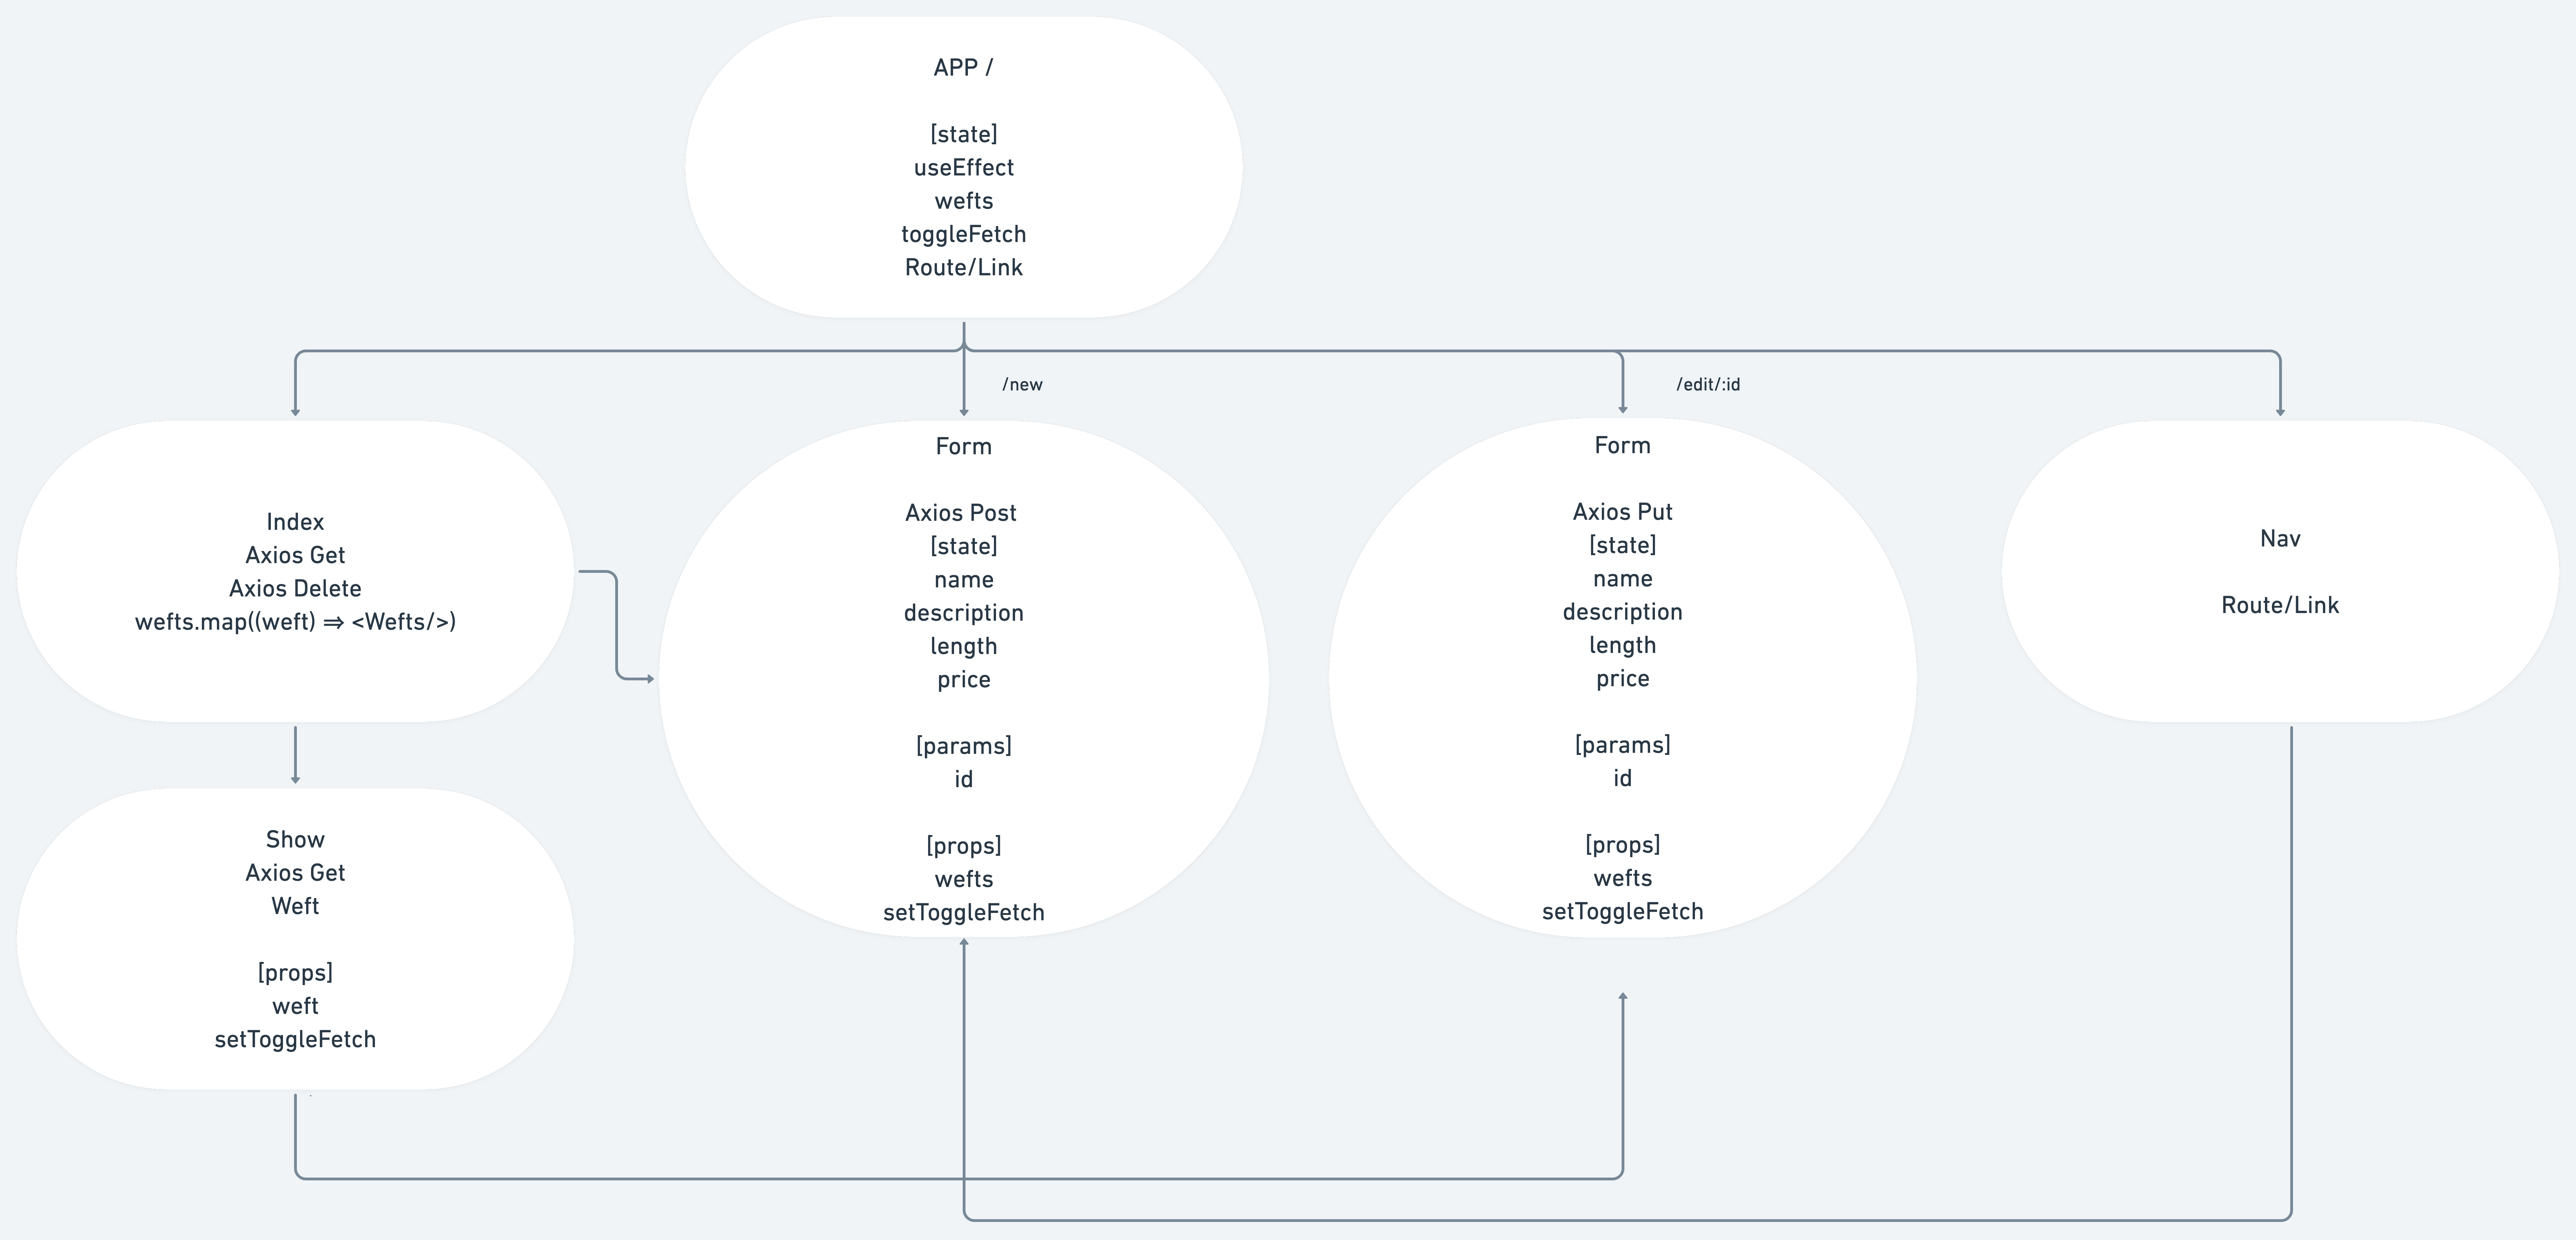 APP /
[state]
useEffect
wefts
toggleFetch
Route/Link
/new
/edit/:id
Index
Axios Get
Axios Delete
wefts.map((weft) ⇒ <Wefts/>)
Form
Axios Post
[state]
name
description
length
price
[params]
id
[props]
wefts
setToggleFetch
Form
Axios Put
[state]
name
description
length
price
[params]
id
[props]
wefts
setToggleFetch
Nav
Route/Link
Show
Axios Get
Weft
[props]
weft
setToggleFetch